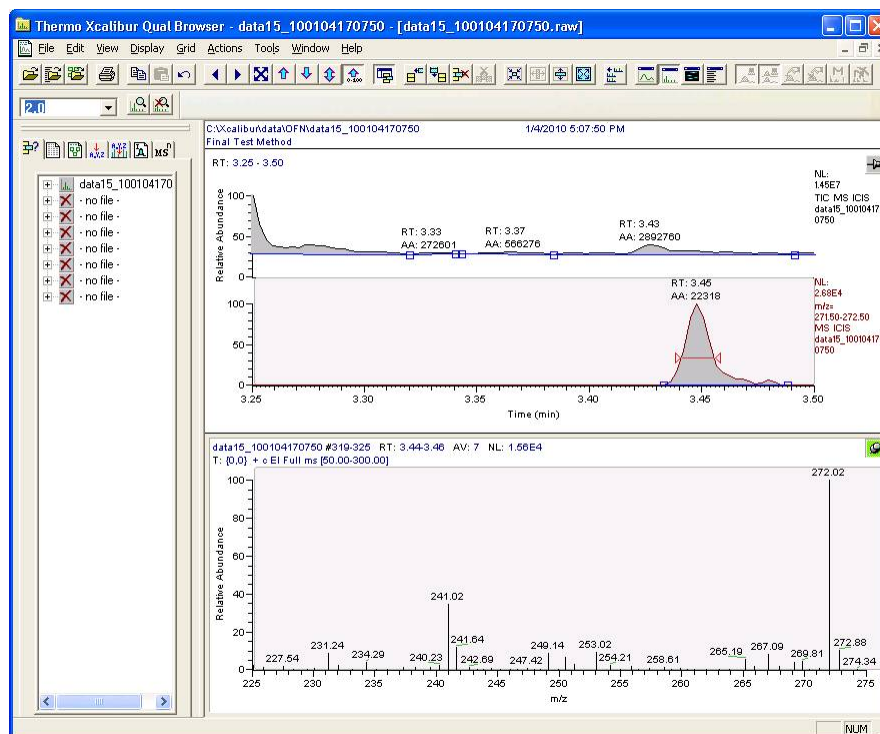 Thermo Xcalibur Qual Browser - data15_100104170750 - [data15_100104170750.raw]
File Edit View Display Grid Actions Tools Window Help
2.0
data15_100104170
- no file -
- no file -
- no file -
- no file -
- no file -
- no file -
- no file -
C:\Xcalibur\data\OFN\data15_100104170750 1/4/2010 5:07:50 PM
Final Test Method
RT: 3.25 - 3.50
Relative Abundance
100
50
0
RT: 3.33
AA: 272601
RT: 3.37
AA: 566276
RT: 3.43
AA: 2892760
NL:
1.45E7
TIC MS ICIS
data15_10010417
0750
100
50
0
RT: 3.45
AA: 22318
NL:
2.68E4
m/z=
271.50-272.50
MS ICIS
data15_10010417
0750
3.25 3.30 3.35 3.40 3.45 3.50
Time (min)
data15_100104170750 #319-325 RT: 3.44-3.46 AV: 7 NL: 1.56E4
T: {0,0} + c EI Full ms [50.00-300.00]
Relative Abundance
100
80
60
40
20
0
272.02
241.02
227.54
231.24
234.29
240.23
241.64
242.69
247.42
249.14
253.02
254.21
258.61
265.19
267.09
269.81
272.88
274.34
225 230 235 240 245 250 255 260 265 270 275
m/z
NUM